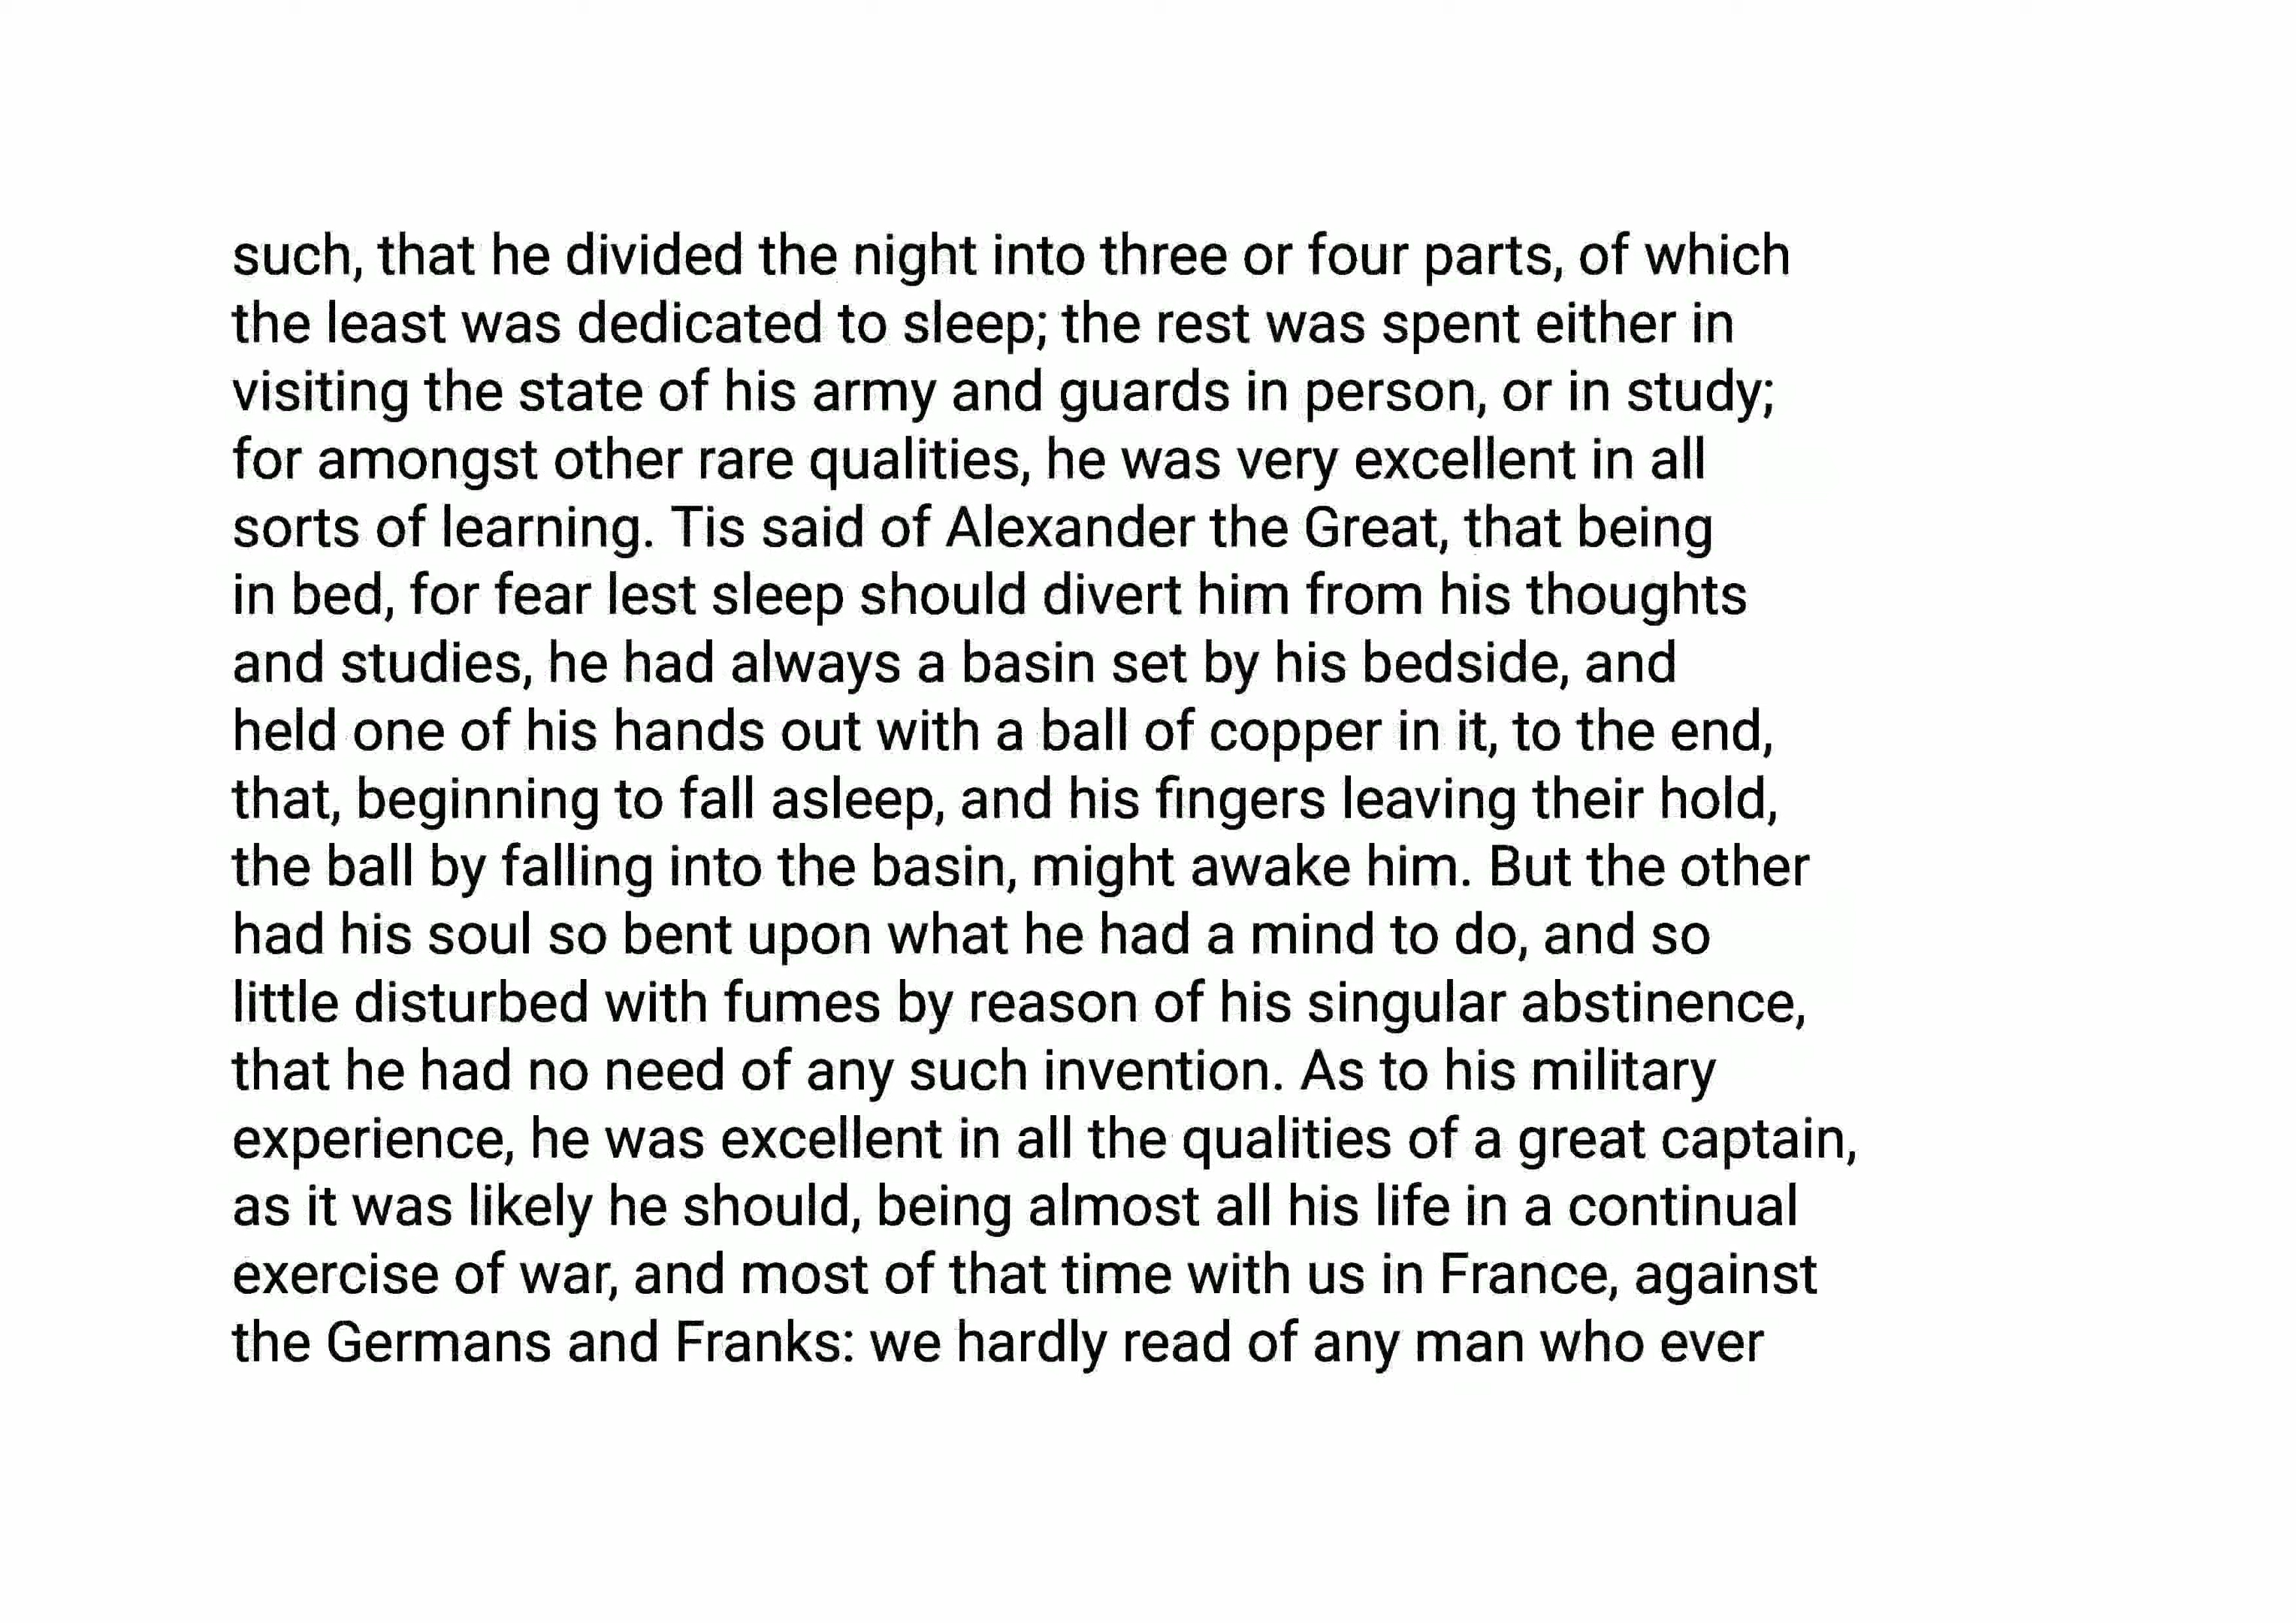 such, that he divided the night into three or four parts, of which
the least was dedicated to sleep; the rest was spent either in
visiting the state of his army and guards in person, or in study;
for amongst other rare qualities, he was very excellent in all
sorts of learning. Tis said of Alexander the Great, that being
in bed, for fear lest sleep should divert him from his thoughts
and studies, he had always a basin set by his bedside, and
held one of his hands out with a ball of copper in it, to the end,
that, beginning to fall asleep, and his fingers leaving their hold,
the ball by falling into the basin, might awake him. But the other
had his soul so bent upon what he had a mind to do, and so
little disturbed with fumes by reason of his singular abstinence,
that he had no need of any such invention. As to his military
experience, he was excellent in all the qualities of a great captain,
as it was likely he should, being almost all his life in a continual
exercise of war, and most of that time with us in France, against
the Germans and Franks: we hardly read of any man who ever